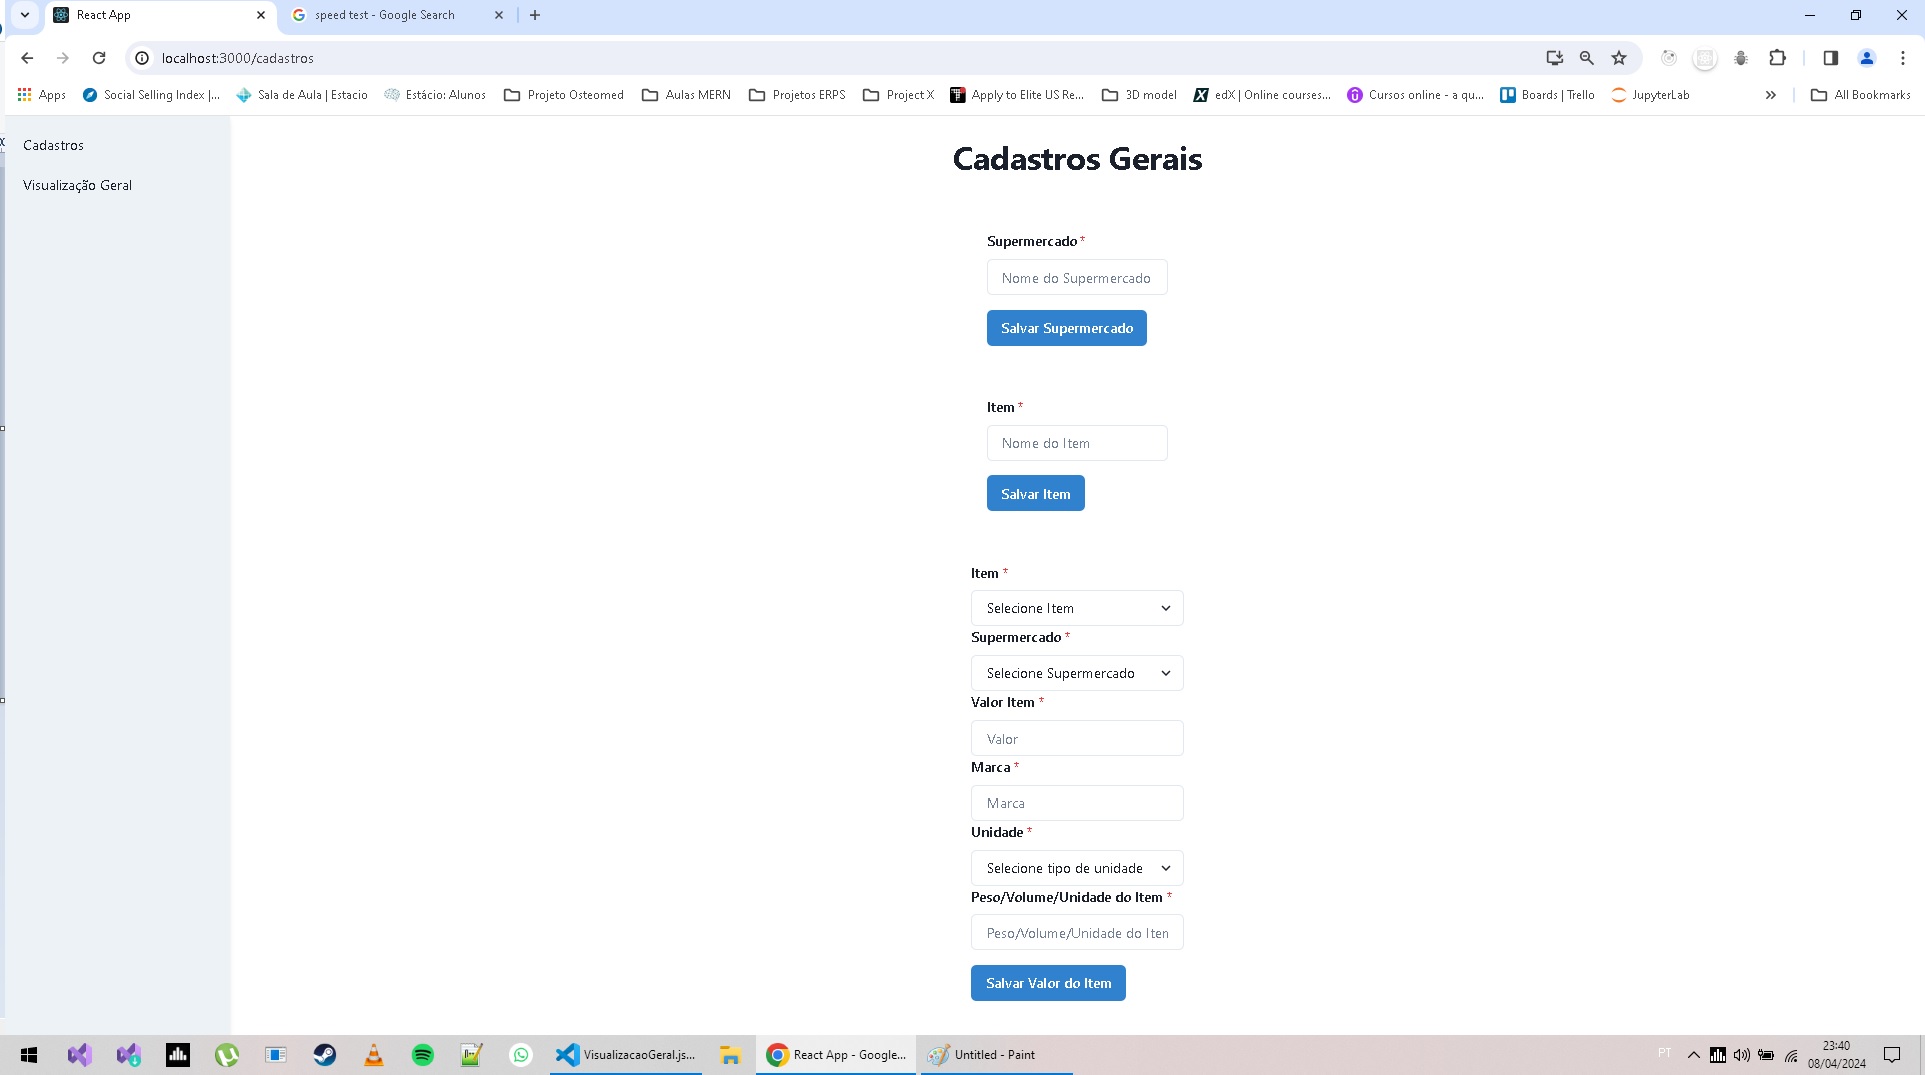 React App
speed test - Google Search
localhost:3000/cadastros
Apps
Social Selling Index |...
Sala de Aula | Estacio
Estácio: Alunos
Projeto Osteomed
Aulas MERN
Projetos ERPS
Project X
Apply to Elite US Re...
3D model
edX | Online courses...
Cursos online - a qu...
Boards | Trello
JupyterLab
All Bookmarks
Cadastros
Visualização Geral
Cadastros Gerais
Supermercado *
Nome do Supermercado
Salvar Supermercado
Item *
Nome do Item
Salvar Item
Item *
Selecione Item
Supermercado *
Selecione Supermercado
Valor Item *
Valor
Marca *
Marca
Unidade *
Selecione tipo de unidade
Peso/Volume/Unidade do Item *
Peso/Volume/Unidade do Iten
Salvar Valor do Item
VisualizacaoGeral.js...
React App - Google...
Untitled - Paint
PT
23:40
08/04/2024